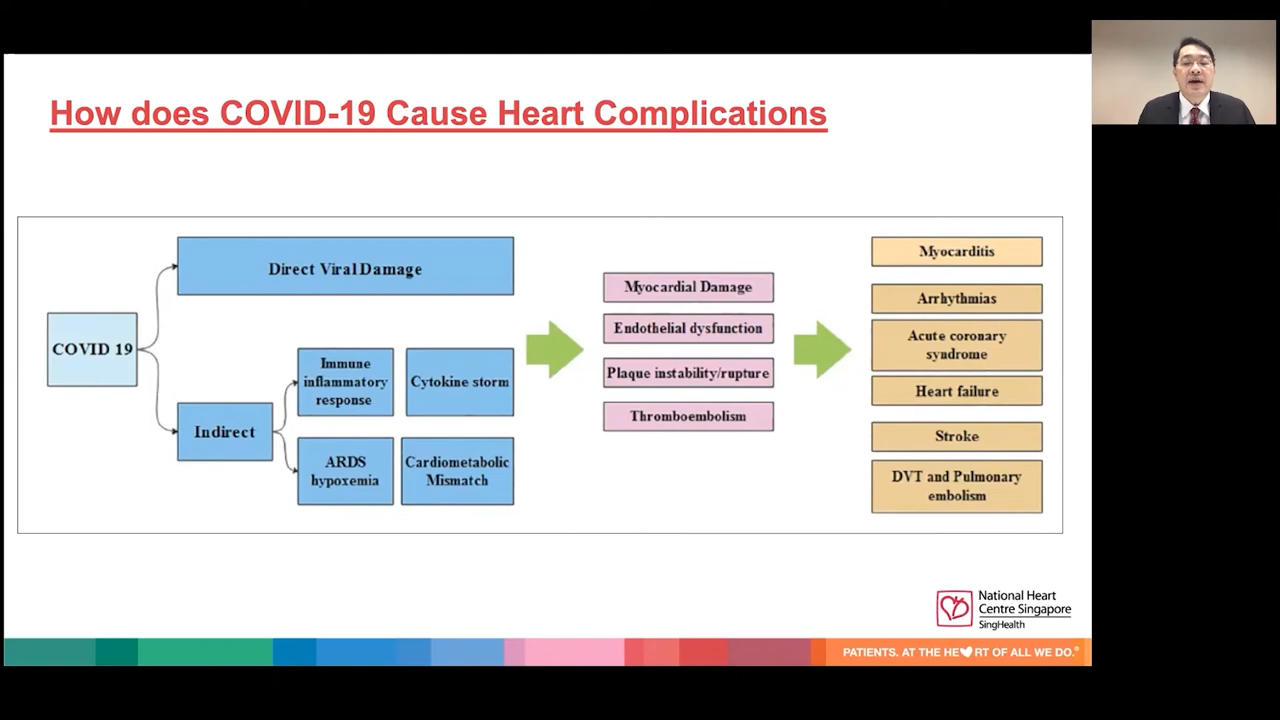 How does COVID-19 Cause Heart Complications
COVID 19
Direct Viral Damage
Indirect
Immune
inflammatory
response
Cytokine storm
ARDS
hypoxemia
Cardiometabolic
Mismatch
Myocardial Damage
Endothelial dysfunction
Plaque instability/rupture
Thromboembolism
Myocarditis
Arrhythmias
Acute coronary
syndrome
Heart failure
Stroke
DVT and Pulmonary
embolism
National Heart
Centre Singapore
SingHealth
PATIENTS. AT THE HE♥RT OF ALL WE DO.®